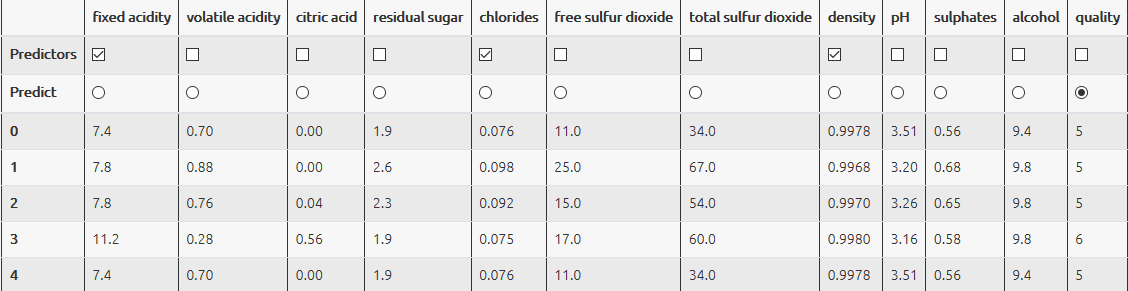 fixed acidity volatile acidity citric acid residual sugar chlorides free sulfur dioxide total sulfur dioxide density pH sulphates alcohol quality
Predictors
Predict
0 7.4 0.70 0.00 1.9 0.076 11.0 34.0 0.9978 3.51 0.56 9.4 5
1 7.8 0.88 0.00 2.6 0.098 25.0 67.0 0.9968 3.20 0.68 9.8 5
2 7.8 0.76 0.04 2.3 0.092 15.0 54.0 0.9970 3.26 0.65 9.8 5
3 11.2 0.28 0.56 1.9 0.075 17.0 60.0 0.9980 3.16 0.58 9.8 6
4 7.4 0.70 0.00 1.9 0.076 11.0 34.0 0.9978 3.51 0.56 9.4 5